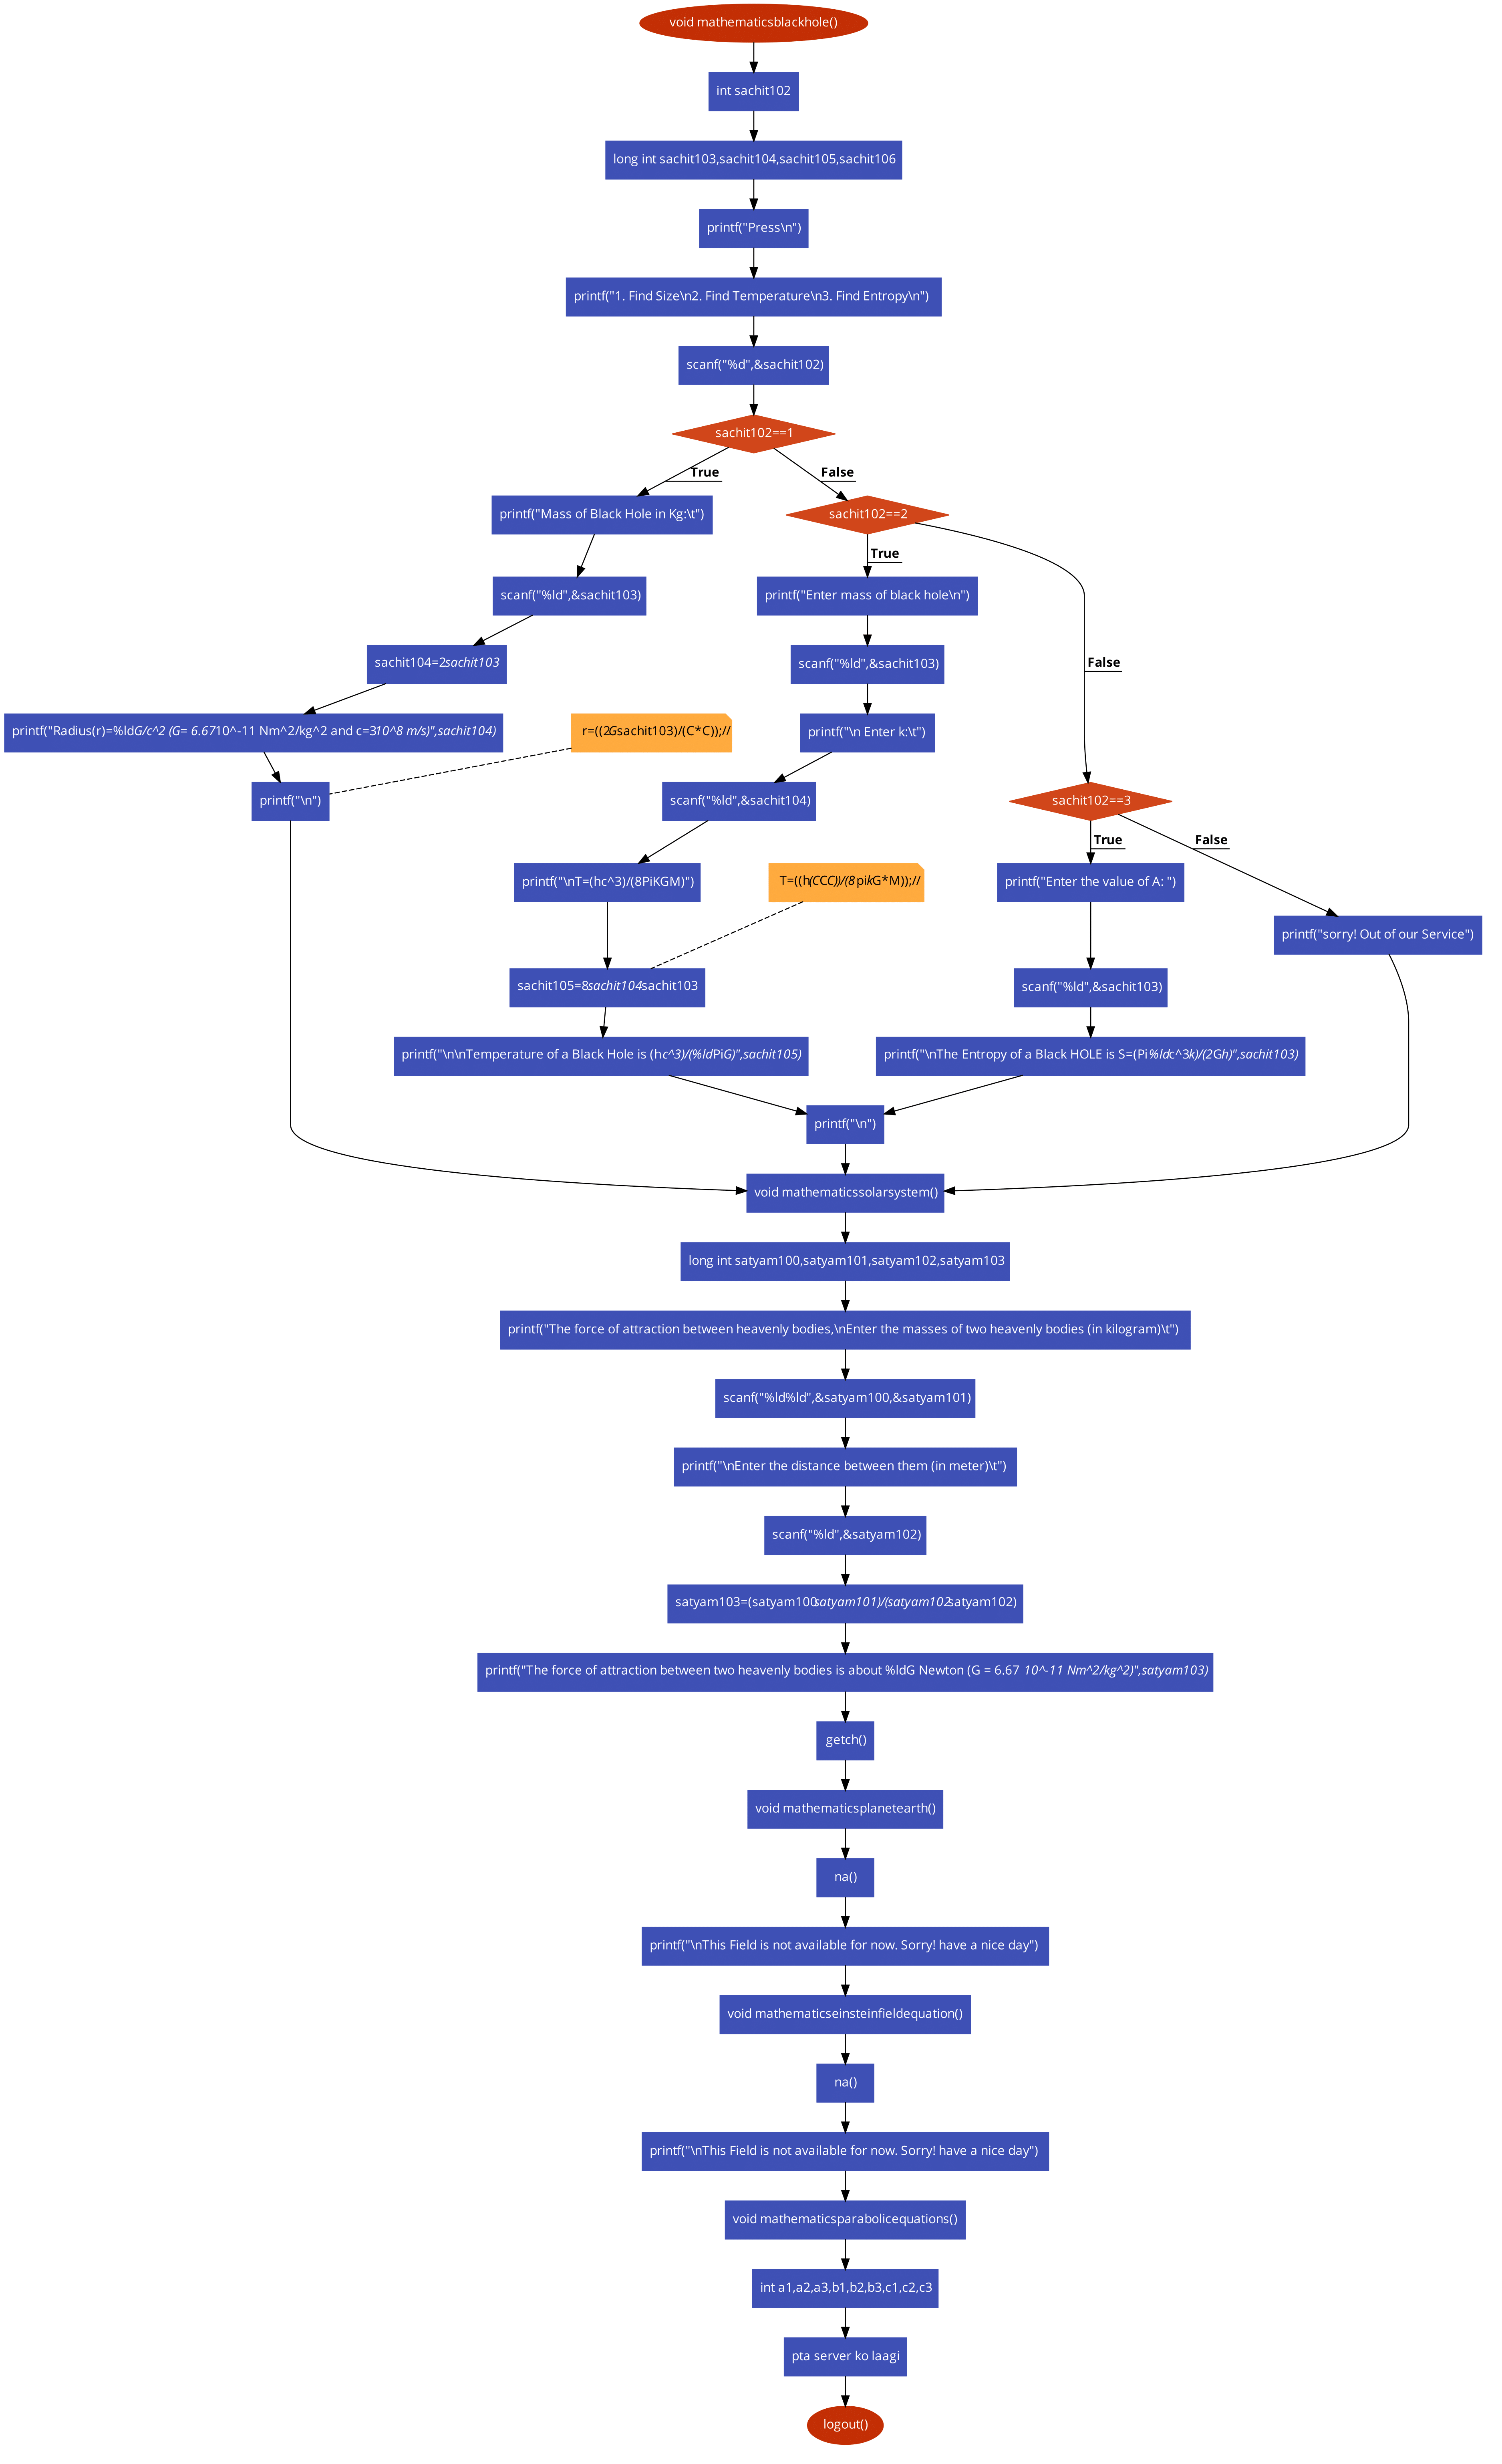 void mathematicsblackhole()
int sachit102
long int sachit103,sachit104,sachit105,sachit106
printf("Press\n")
printf("1. Find Size\n2. Find Temperature\n3. Find Entropy\n")
scanf("%d",&sachit102)
sachit102==1
True
False
printf("Mass of Black Hole in Kg:\t")
sachit102==2
True
scanf("%ld",&sachit103)
printf("Enter mass of black hole\n")
sachit104=2sachit103
scanf("%ld",&sachit103)
False
printf("Radius(r)=%ldG/c^2 (G= 6.6710^-11 Nm^2/kg^2 and c=310^8 m/s)",sachit104)
r=((2Gsachit103)/(C*C));//
printf("\n Enter k:\t")
printf("\n")
scanf("%ld",&sachit104)
sachit102==3
True
False
printf("\nT=(hc^3)/(8PiKGM)")
T=((h(CCC))/(8pikG*M));//
printf("Enter the value of A: ")
printf("sorry! Out of our Service")
sachit105=8sachit104sachit103
scanf("%ld",&sachit103)
printf("\n\nTemperature of a Black Hole is (hc^3)/(%ldPiG)",sachit105)
printf("\nThe Entropy of a Black HOLE is S=(Pi%ldc^3k)/(2Gh)",sachit103)
printf("\n")
void mathematicssolarsystem()
long int satyam100,satyam101,satyam102,satyam103
printf("The force of attraction between heavenly bodies,\nEnter the masses of two heavenly bodies (in kilogram)\t")
scanf("%ld%ld",&satyam100,&satyam101)
printf("\nEnter the distance between them (in meter)\t")
scanf("%ld",&satyam102)
satyam103=(satyam100satyam101)/(satyam102satyam102)
printf("The force of attraction between two heavenly bodies is about %ldG Newton (G = 6.67 10^-11 Nm^2/kg^2)",satyam103)
getch()
void mathematicsplanetearth()
na()
printf("\nThis Field is not available for now. Sorry! have a nice day")
void mathematicseinsteinfieldequation()
na()
printf("\nThis Field is not available for now. Sorry! have a nice day")
void mathematicsparabolicequations()
int a1,a2,a3,b1,b2,b3,c1,c2,c3
pta server ko laagi
logout()